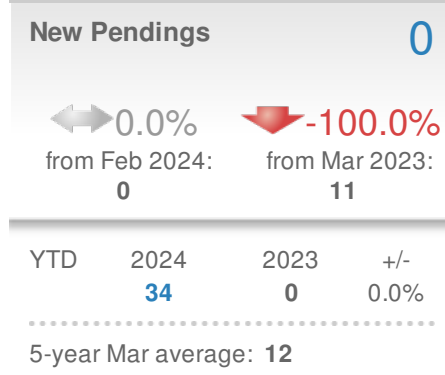 New Pendings 0
0.0% -100.0%
from Feb 2024: from Mar 2023:
0 11
YTD 2024 2023 +/-
34 0 0.0%
5-year Mar average: 12